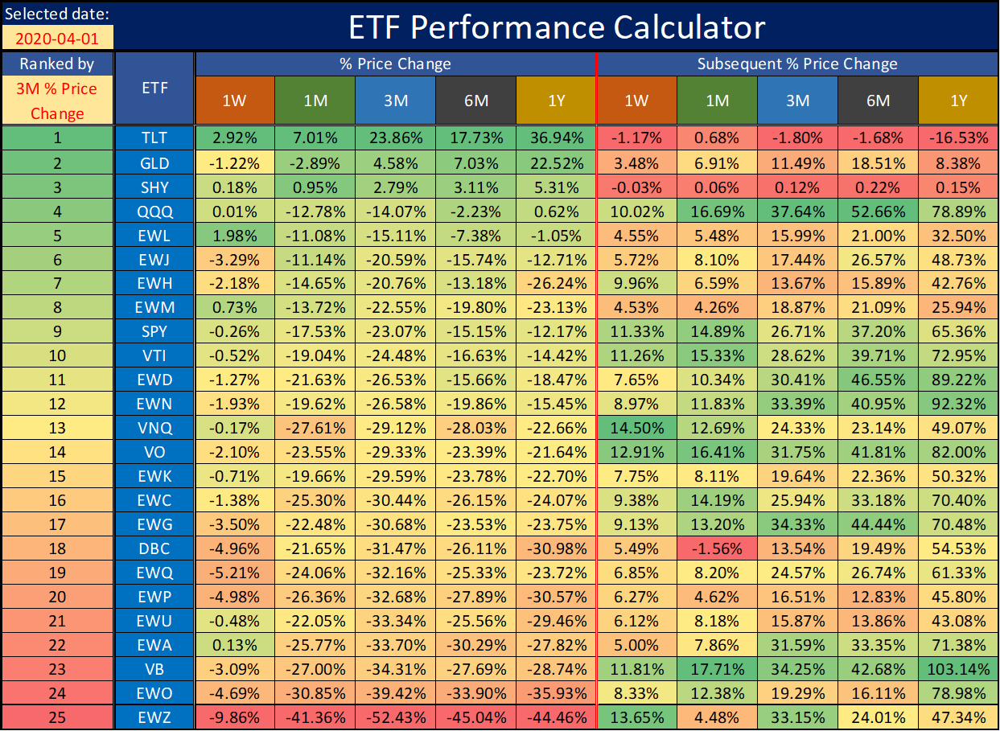 Selected date:
ETF Performance Calculator
2020-04-01
Ranked by ETF % Price Change Subsequent % Price Change
3M % Price Change 1W 1M 3M 6M 1Y 1W 1M 3M 6M 1Y
1 TLT 2.92% 7.01% 23.86% 17.73% 36.94% -1.17% 0.68% -1.80% -1.68% -16.53%
2 GLD -1.22% -2.89% 4.58% 7.03% 22.52% 3.48% 6.91% 11.49% 18.51% 8.38%
3 SHY 0.18% 0.95% 2.79% 3.11% 5.31% -0.03% 0.06% 0.12% 0.22% 0.15%
4 QQQ 0.01% -12.78% -14.07% -2.23% 0.62% 10.02% 16.69% 37.64% 52.66% 78.89%
5 EWL 1.98% -11.08% -15.11% -7.38% -1.05% 4.55% 5.48% 15.99% 21.00% 32.50%
6 EWJ -3.29% -11.14% -20.59% -15.74% -12.71% 5.72% 8.10% 17.44% 26.57% 48.73%
7 EWH -2.18% -14.65% -20.76% -13.18% -26.24% 9.96% 6.59% 13.67% 15.89% 42.76%
8 EWM 0.73% -13.72% -22.55% -19.80% -23.13% 4.53% 4.26% 18.87% 21.09% 25.94%
9 SPY -0.26% -17.53% -23.07% -15.15% -12.17% 11.33% 14.89% 26.71% 37.20% 65.36%
10 VTI -0.52% -19.04% -24.48% -16.63% -14.42% 11.26% 15.33% 28.62% 39.71% 72.95%
11 EWD -1.27% -21.63% -26.53% -15.66% -18.47% 7.65% 10.34% 30.41% 46.55% 89.22%
12 EWN -1.93% -19.62% -26.58% -19.86% -15.45% 8.97% 11.83% 33.39% 40.95% 92.32%
13 VNQ -0.17% -27.61% -29.12% -28.03% -22.66% 14.50% 12.69% 24.33% 23.14% 49.07%
14 VO -2.10% -23.55% -29.33% -23.39% -21.64% 12.91% 16.41% 31.75% 41.81% 82.00%
15 EWK -0.71% -19.66% -29.59% -23.78% -22.70% 7.75% 8.11% 19.64% 22.36% 50.32%
16 EWC -1.38% -25.30% -30.44% -26.15% -24.07% 9.38% 14.19% 25.94% 33.18% 70.40%
17 EWG -3.50% -22.48% -30.68% -23.53% -23.75% 9.13% 13.20% 34.33% 44.44% 70.48%
18 DBC -4.96% -21.65% -31.47% -26.11% -30.98% 5.49% -1.56% 13.54% 19.49% 54.53%
19 EWQ -5.21% -24.06% -32.16% -25.33% -23.72% 6.85% 8.20% 24.57% 26.74% 61.33%
20 EWP -4.98% -26.36% -32.68% -27.89% -30.57% 6.27% 4.62% 16.51% 12.83% 45.80%
21 EWU -0.48% -22.05% -33.34% -25.56% -29.46% 6.12% 8.18% 15.87% 13.86% 43.08%
22 EWA 0.13% -25.77% -33.70% -30.29% -27.82% 5.00% 7.86% 31.59% 33.35% 71.38%
23 VB -3.09% -27.00% -34.31% -27.69% -28.74% 11.81% 17.71% 34.25% 42.68% 103.14%
24 EWO -4.69% -30.85% -39.42% -33.90% -35.93% 8.33% 12.38% 19.29% 16.11% 78.98%
25 EWZ -9.86% -41.36% -52.43% -45.04% -44.46% 13.65% 4.48% 33.15% 24.01% 47.34%